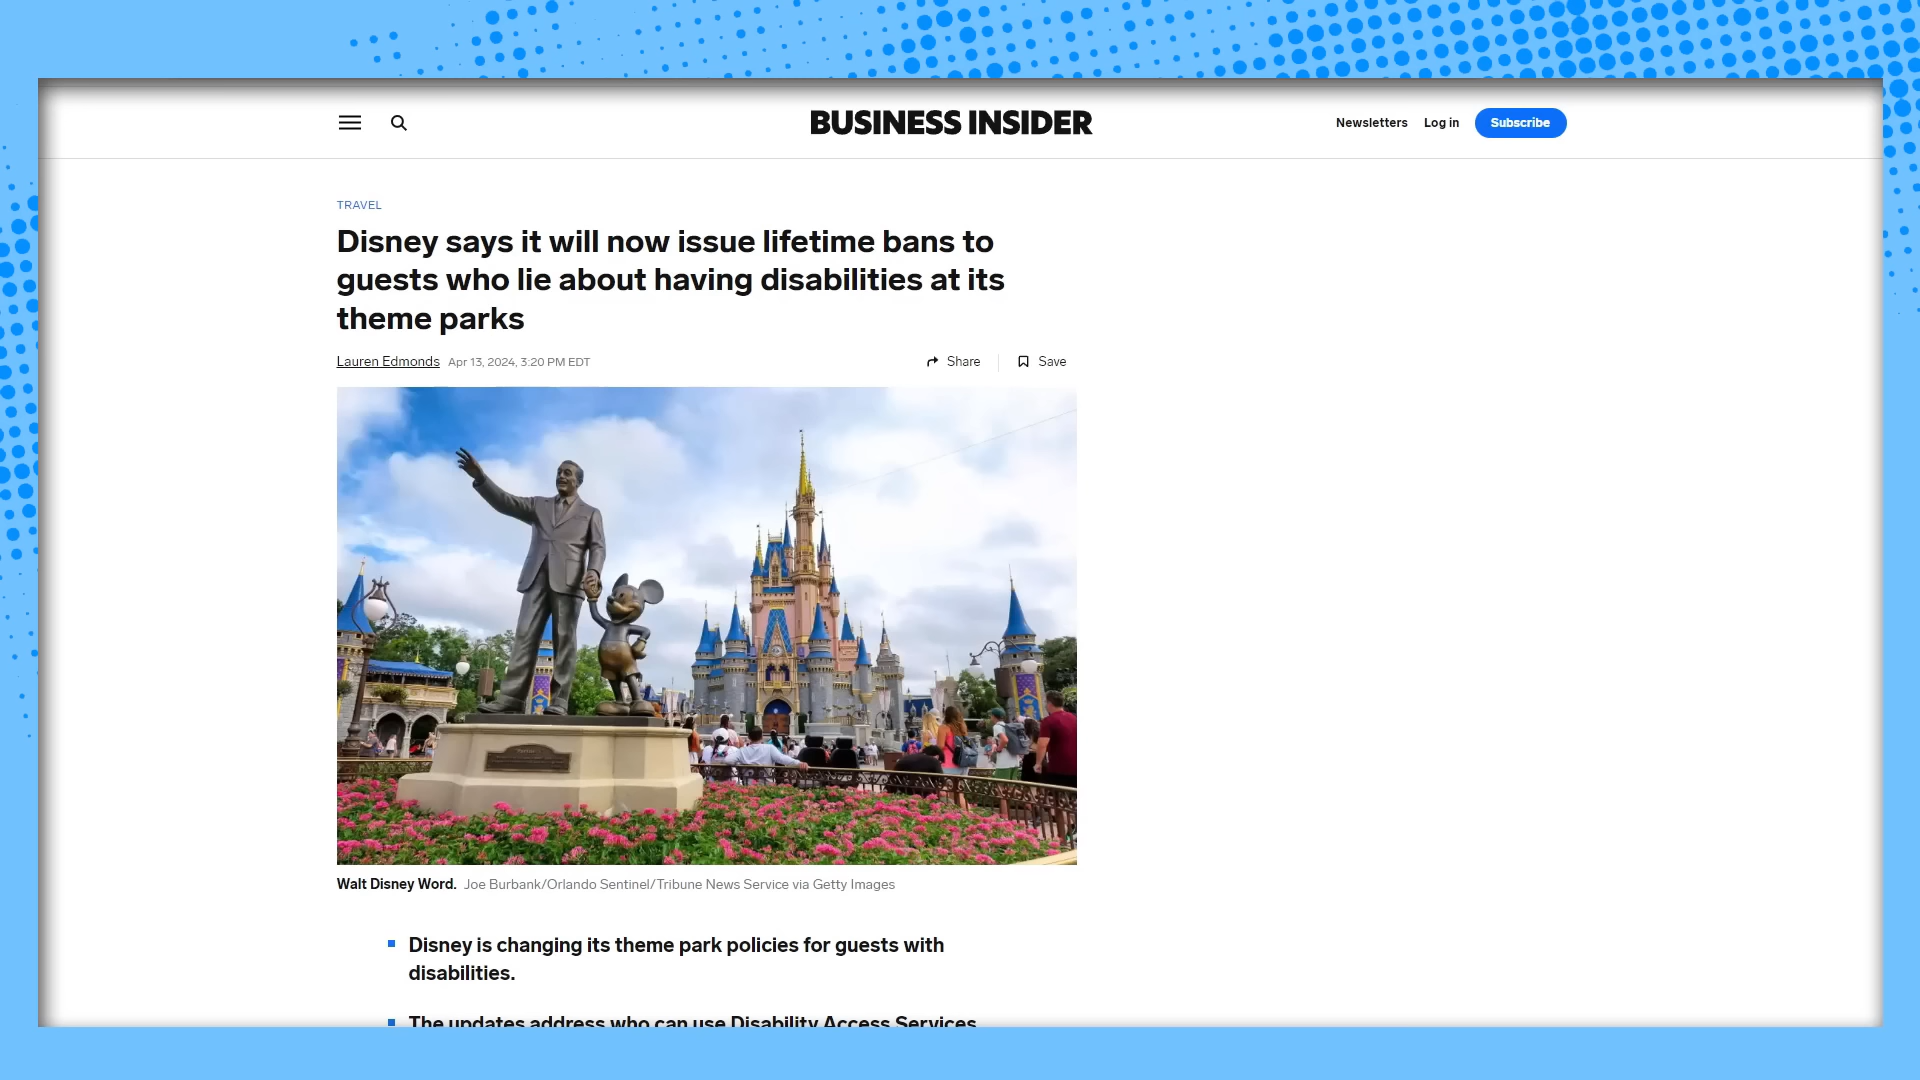 BUSINESS INSIDER
Newsletters
Log in
Subscribe
TRAVEL
Disney says it will now issue lifetime bans to
guests who lie about having disabilities at its
theme parks
Lauren Edmonds Apr 13, 2024, 3:20 PM EDT
Share
Save
Walt Disney Word. Joe Burbank/Orlando Sentinel/Tribune News Service via Getty Images
Disney is changing its theme park policies for guests with
disabilities.
The updates address who can use Disability Access Services